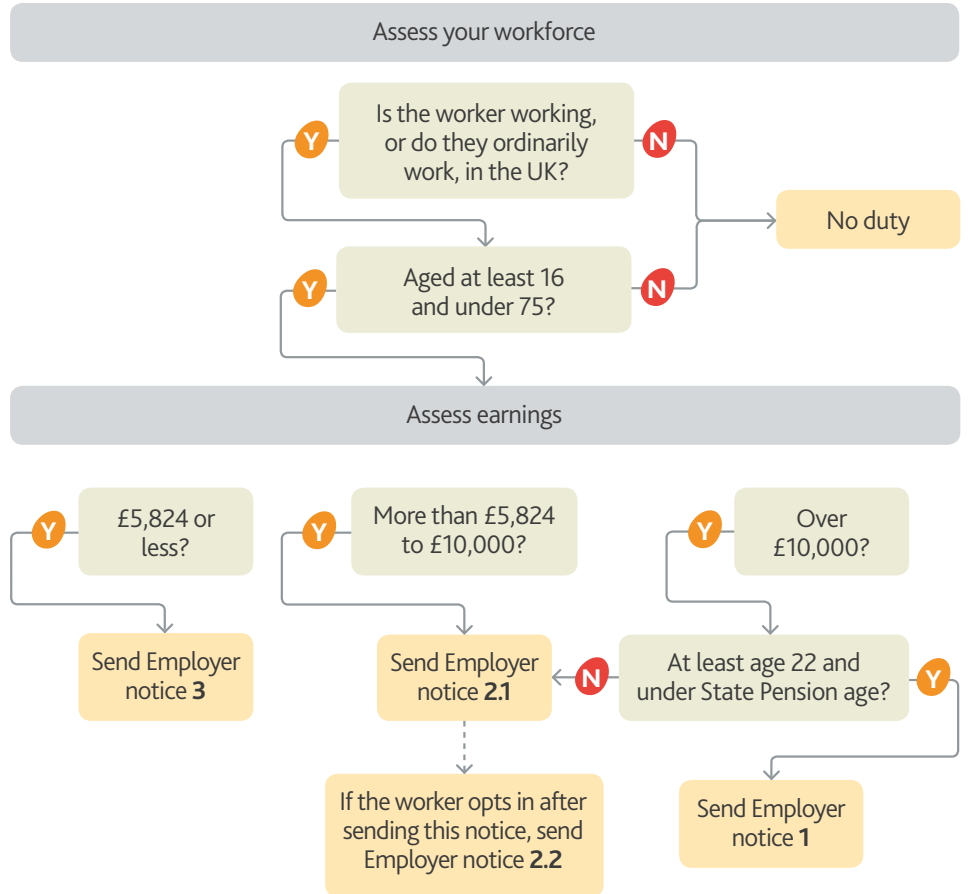 Assess your workforce
Is the worker working,
or do they ordinarily
work, in the UK?
Y
N
No duty
Aged at least 16
and under 75?
Y
N
Assess earnings
Y
£5,824 or
less?
Y
More than £5,824
to £10,000?
Y
Over
£10,000?
Send Employer
notice 3
Send Employer
notice 2.1
N
At least age 22 and
under State Pension age?
Y
If the worker opts in after
sending this notice, send
Employer notice 2.2
Send Employer
notice 1